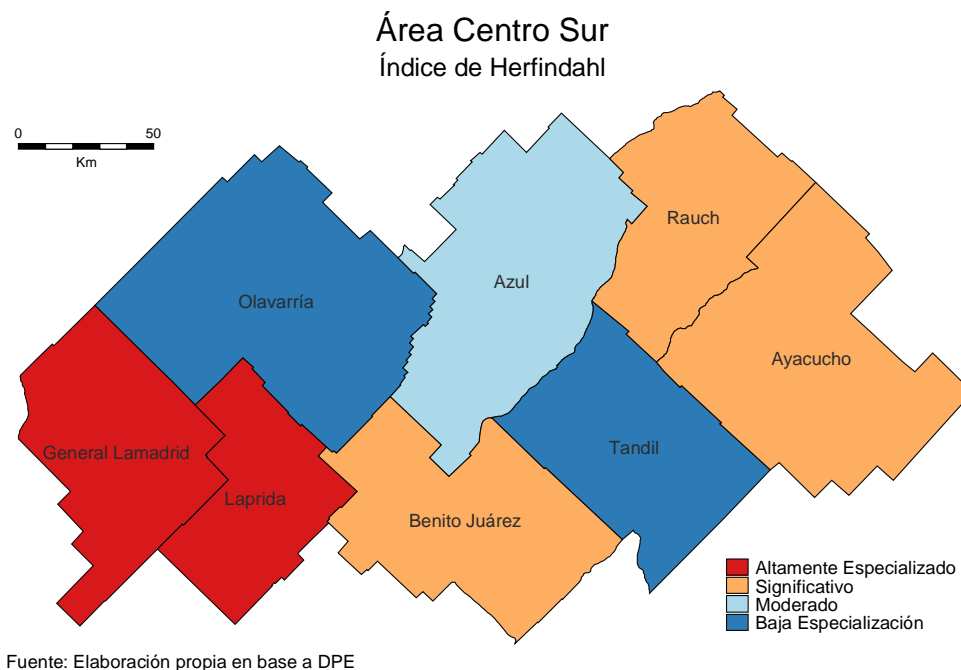 Área Centro Sur
Índice de Herfindahl
0 50
Km
Rauch
Azul
Olavarría
Ayacucho
General Lamadrid
Tandil
Laprida
Benito Juárez
Altamente Especializado
Significativo
Moderado
Baja Especialización
Fuente: Elaboración propia en base a DPE